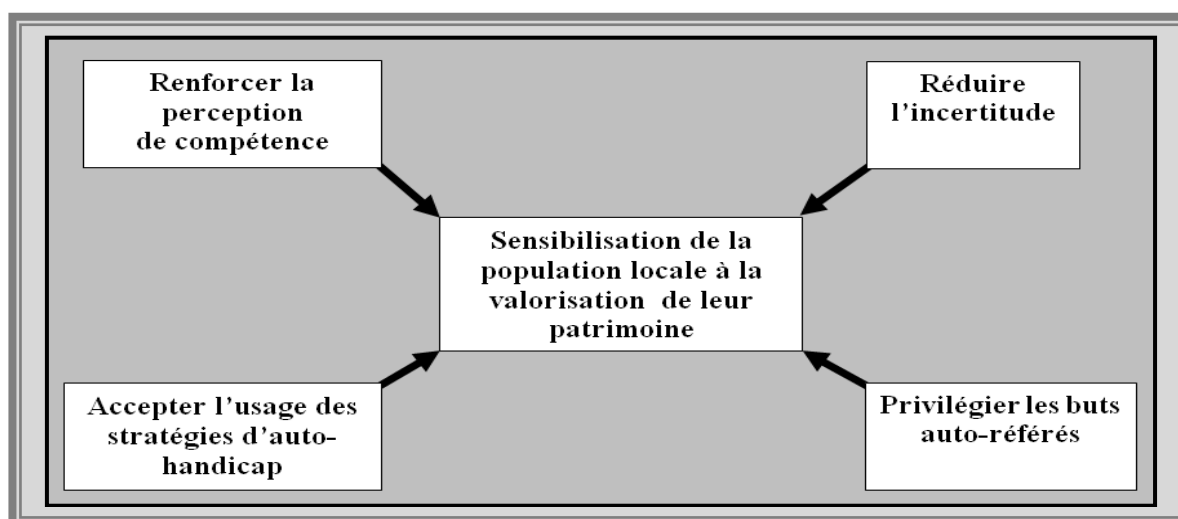 Renforcer la
perception
de compétence
Réduire
l'incertitude
Sensibilisation de la
population locale à la
valorisation de leur
patrimoine
Accepter l'usage des
stratégies d'auto-
handicap
Privilégier les buts
auto-référés